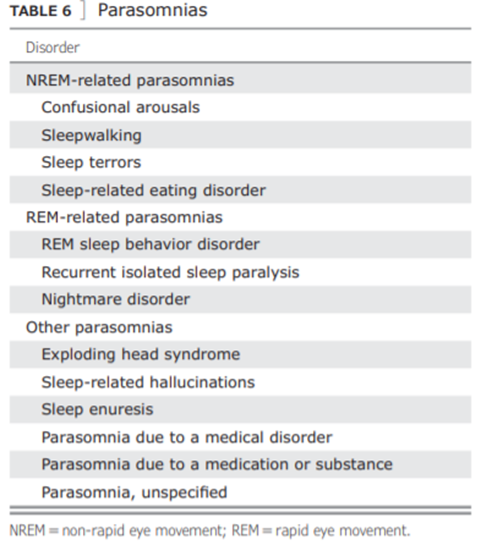 TABLE 6 ] Parasomnias
Disorder
NREM-related parasomnias
Confusional arousals
Sleepwalking
Sleep terrors
Sleep-related eating disorder
REM-related parasomnias
REM sleep behavior disorder
Recurrent isolated sleep paralysis
Nightmare disorder
Other parasomnias
Exploding head syndrome
Sleep-related hallucinations
Sleep enuresis
Parasomnia due to a medical disorder
Parasomnia due to a medication or substance
Parasomnia, unspecified
NREM = non-rapid eye movement; REM = rapid eye movement.